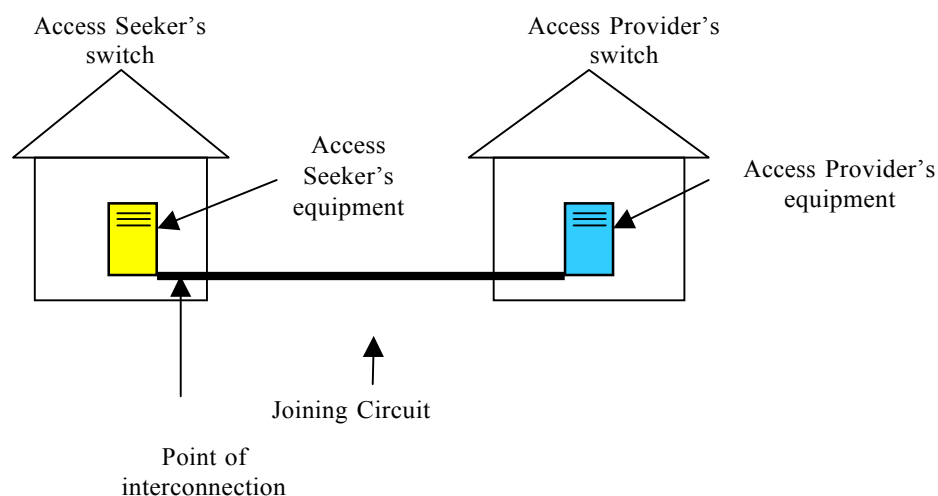 Access Seeker’s
switch
Access Provider’s
switch
Access
Seeker’s
equipment
Access Provider’s
equipment
Joining Circuit
Point of
interconnection